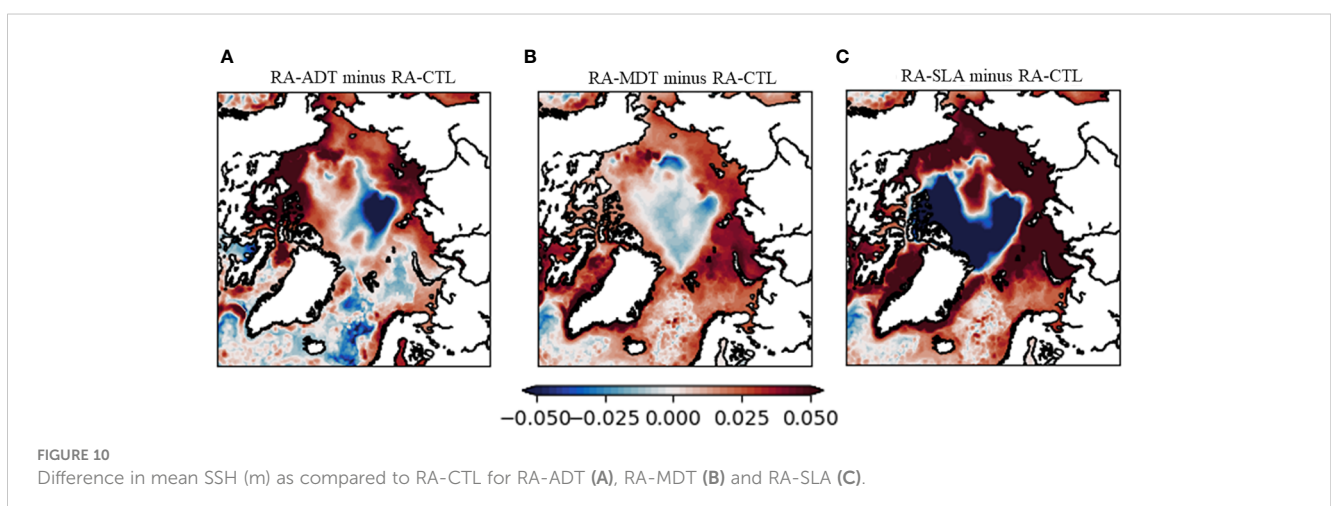 A
B
C
RA-ADT minus RA-CTL
RA-MDT minus RA-CTL
RA-SLA minus RA-CTL
−0.050 −0.025 0.000 0.025 0.050
FIGURE 10
Difference in mean SSH (m) as compared to RA-CTL for RA-ADT (A), RA-MDT (B) and RA-SLA (C).